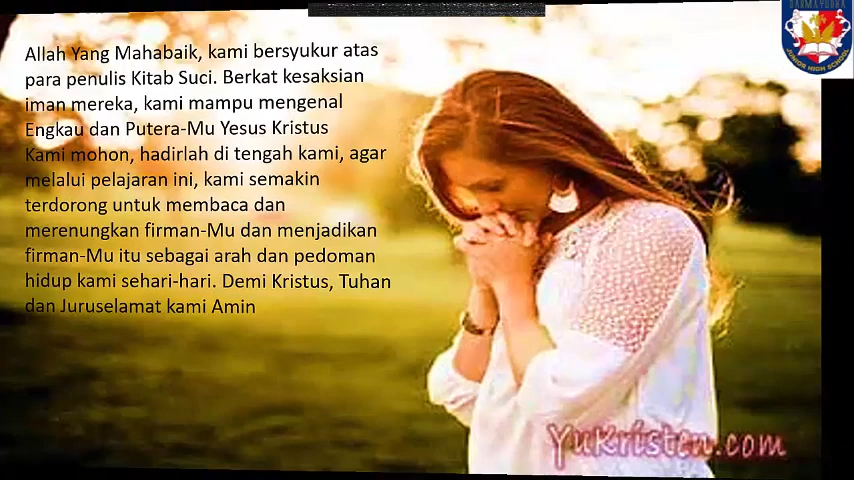 Allah Yang Mahabaik, kami bersyukur atas
para penulis Kitab Suci. Berkat kesaksian
iman mereka, kami mampu mengenal
Engkau dan Putera-Mu Yesus Kristus
Kami mohon, hadirlah di tengah kami, agar
melalui pelajaran ini, kami semakin
terdorong untuk membaca dan
merenungkan firman-Mu dan menjadikan
firman-Mu itu sebagai arah dan pedoman
hidup kami sehari-hari. Demi Kristus, Tuhan
dan Juruselamat kami Amin
YuKristen.com
JUNIOR HIGH SCHOOL